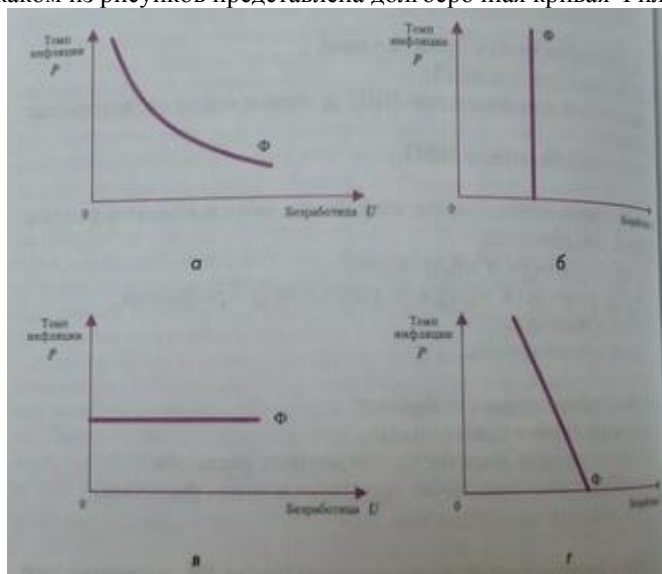 каком из рисунков представлена долгосрочная кривая Фил
Темп
инфляции
P
Ф
0
Безработица U
а
Темп
инфляции
P
Ф
0
б
Темп
инфляции
P
Ф
0
Безработица U
в
Темп
инфляции
P
Ф
0
г